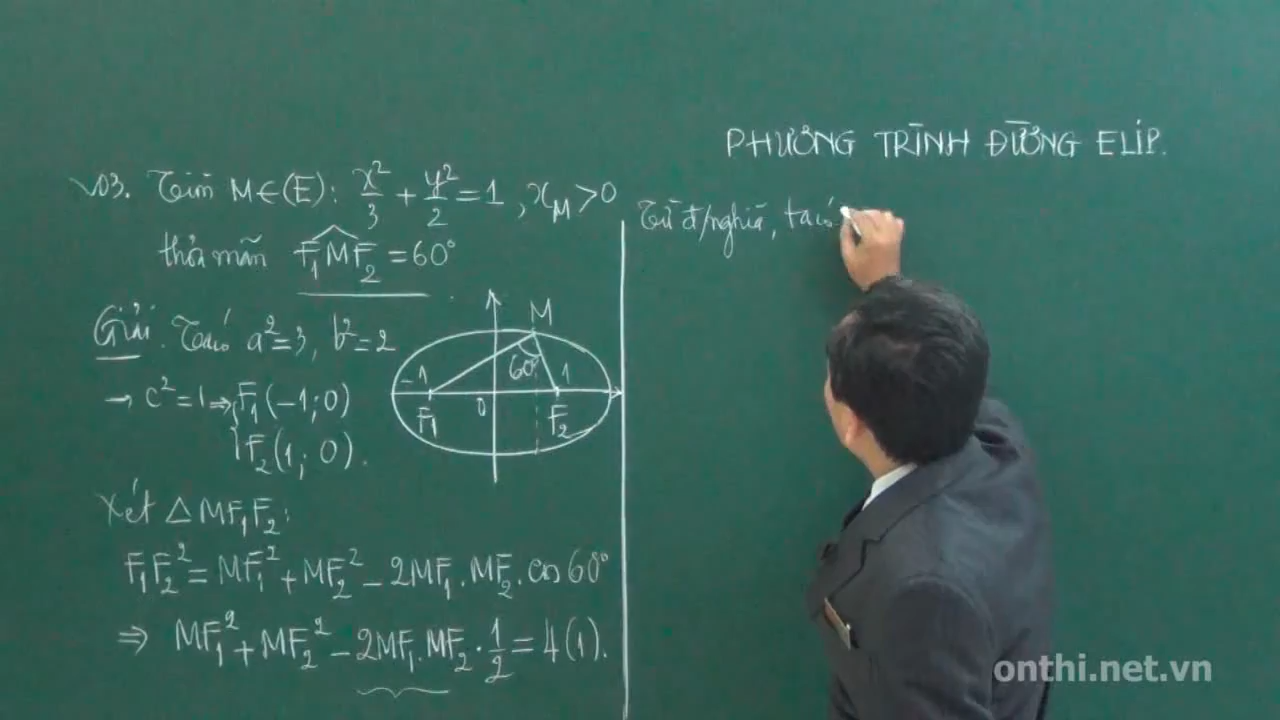 PHƯƠNG TRÌNH ĐƯỜNG ELÍP.
VD3. Tìm M∈(E): x²/3 + y²/2 = 1, x_M > 0
thỏa mãn F₁MF₂ = 60°
Giải. Ta có a² = 3, b² = 2
→ c² = 1 ⇒ { F₁(-1; 0)
F₂(1; 0).
M
60°
-1
1
0
F₁
F₂
Xét △MF₁F₂:
F₁F₂² = MF₁² + MF₂² - 2MF₁.MF₂.cos 60°
⇒ MF₁² + MF₂² - 2MF₁.MF₂.1/2 = 4 (1).
Từ đ/nghĩa, ta có
onthi.net.vn